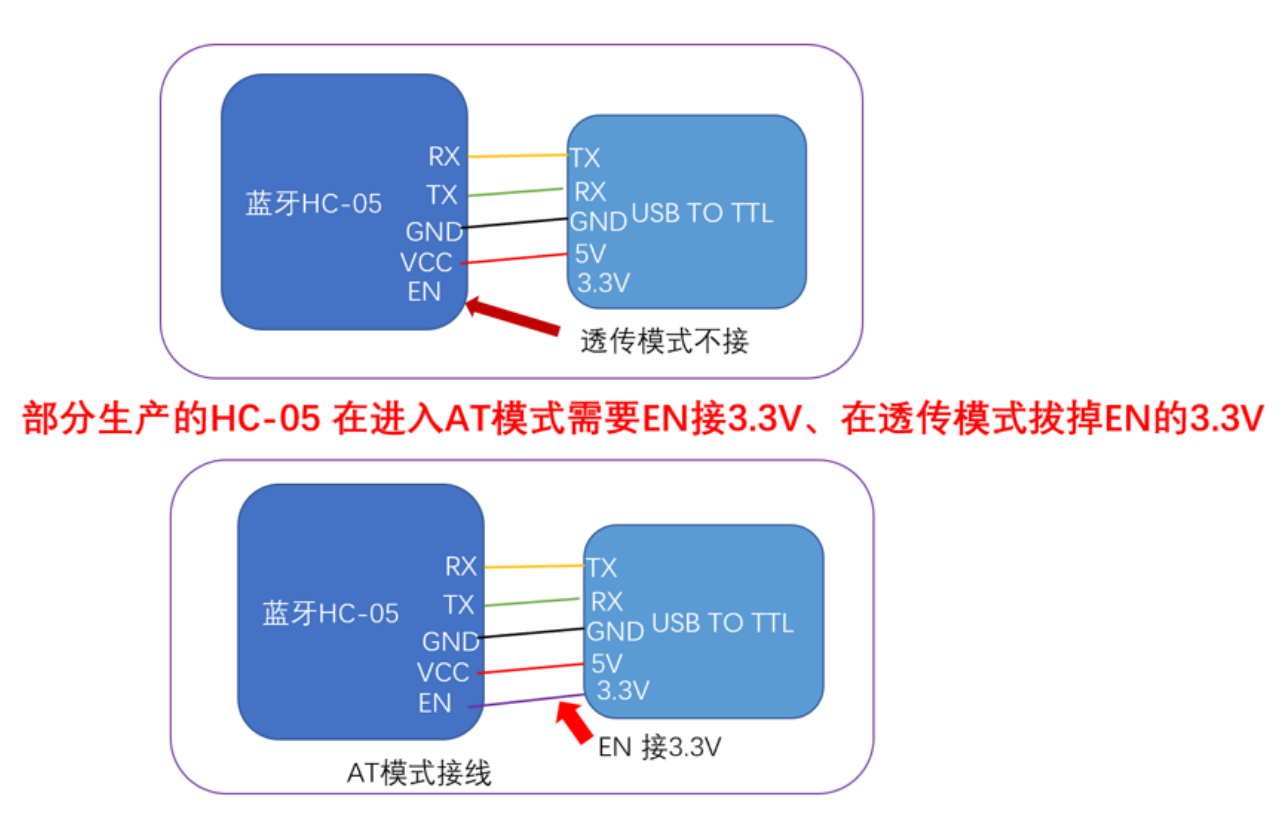 RX
TX
TX
RX
蓝牙HC-05
USB TO TTL
GND
GND
VCC
5V
EN
3.3V
透传模式不接
部分生产的HC-05 在进入AT模式需要EN接3.3V、在透传模式拔掉EN的3.3V
RX
TX
TX
RX
蓝牙HC-05
USB TO TTL
GND
GND
VCC
5V
EN
3.3V
EN 接3.3V
AT模式接线